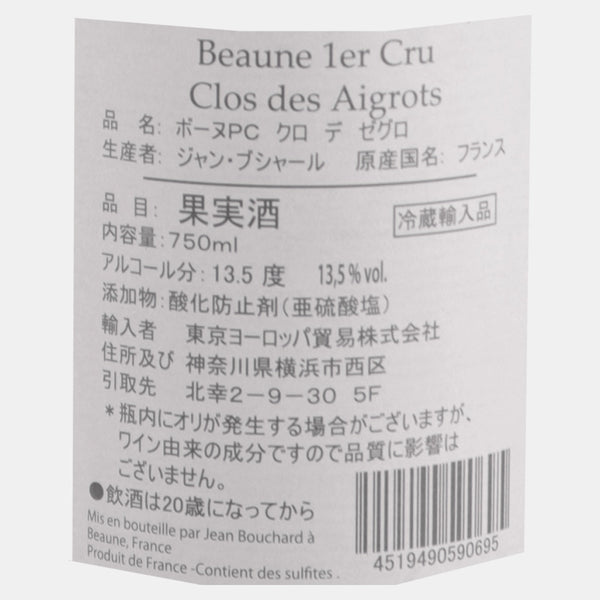 Beaune 1er Cru
Clos des Aigrots
品 名: ボーヌPC クロ デ ゼグロ
生産者: ジャン・ブシャール 原産国名: フランス
品 目: 果実酒
冷蔵輸入品
内容量:750ml
アルコール分:13.5 度 13,5 % vol.
添加物:酸化防止剤(亜硫酸塩)
輸入者 東京ヨーロッパ貿易株式会社
住所及び 神奈川県横浜市西区
引取先 北幸2-9-30 5F
*瓶内にオリが発生する場合がございますが、
ワイン由来の成分ですので品質に影響は
ございません。
●飲酒は20歳になってから
Mis en bouteille par Jean Bouchard à
Beaune, France
Produit de France -Contient des sulfites .
4519490590695